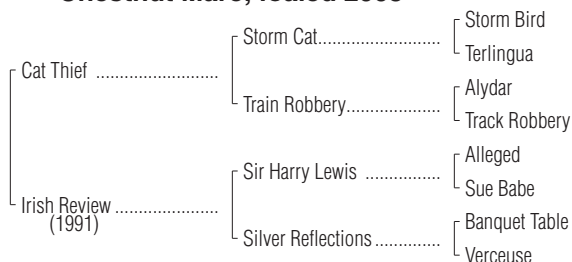 Chestnut Mare; foaled 2003
Storm Bird
Storm Cat..............................
Terlingua
Cat Thief ..............................
Alydar
Train Robbery.......................
Track Robbery
Alleged
Sir Harry Lewis ..................
Sue Babe
Irish Review .........................
(1991)
Banquet Table
Silver Reflections................
Verceuse